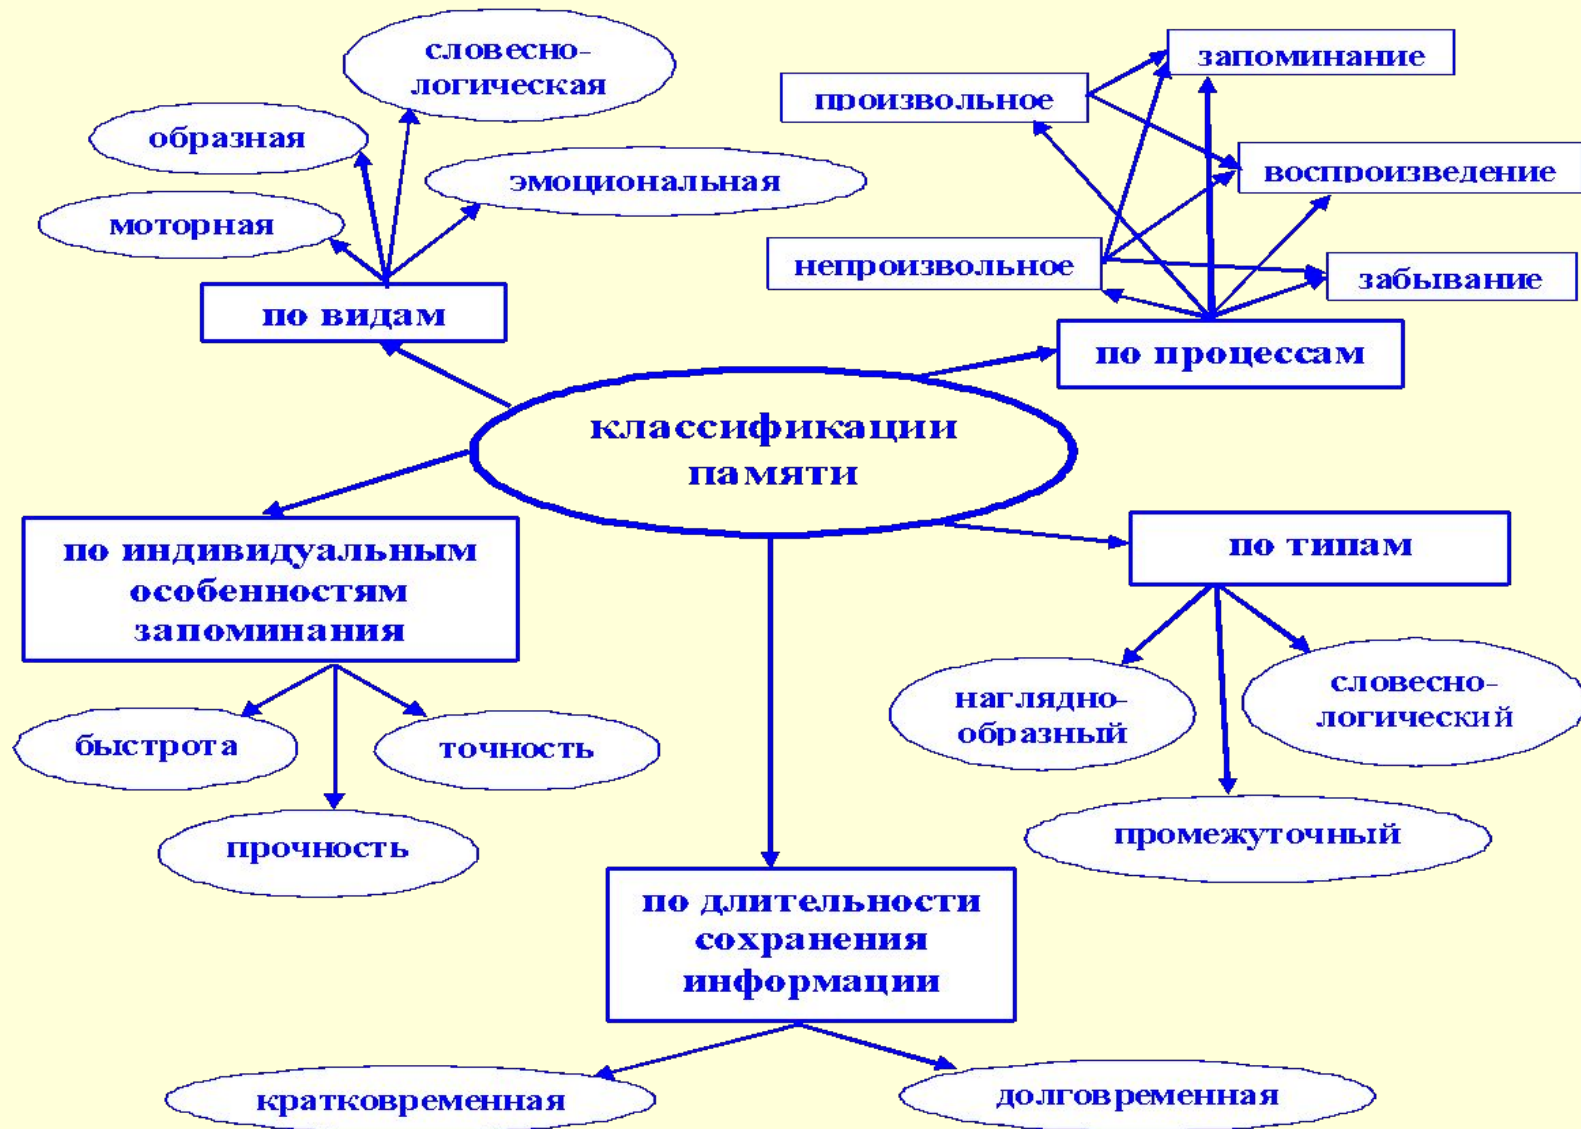 словесно-
логическая
образная
эмоциональная
моторная
по видам
запоминание
произвольное
воспроизведение
непроизвольное
забывание
по процессам
классификации
памяти
по индивидуальным
особенностям
запоминания
быстрота
точность
прочность
по типам
наглядно-
образный
словесно-
логический
промежуточный
по длительности
сохранения
информации
кратковременная
долговременная